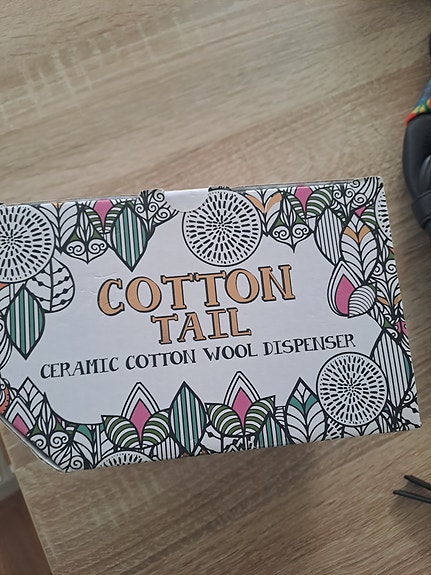 COTTON
TAIL
CERAMIC COTTON WOOL DISPENSER